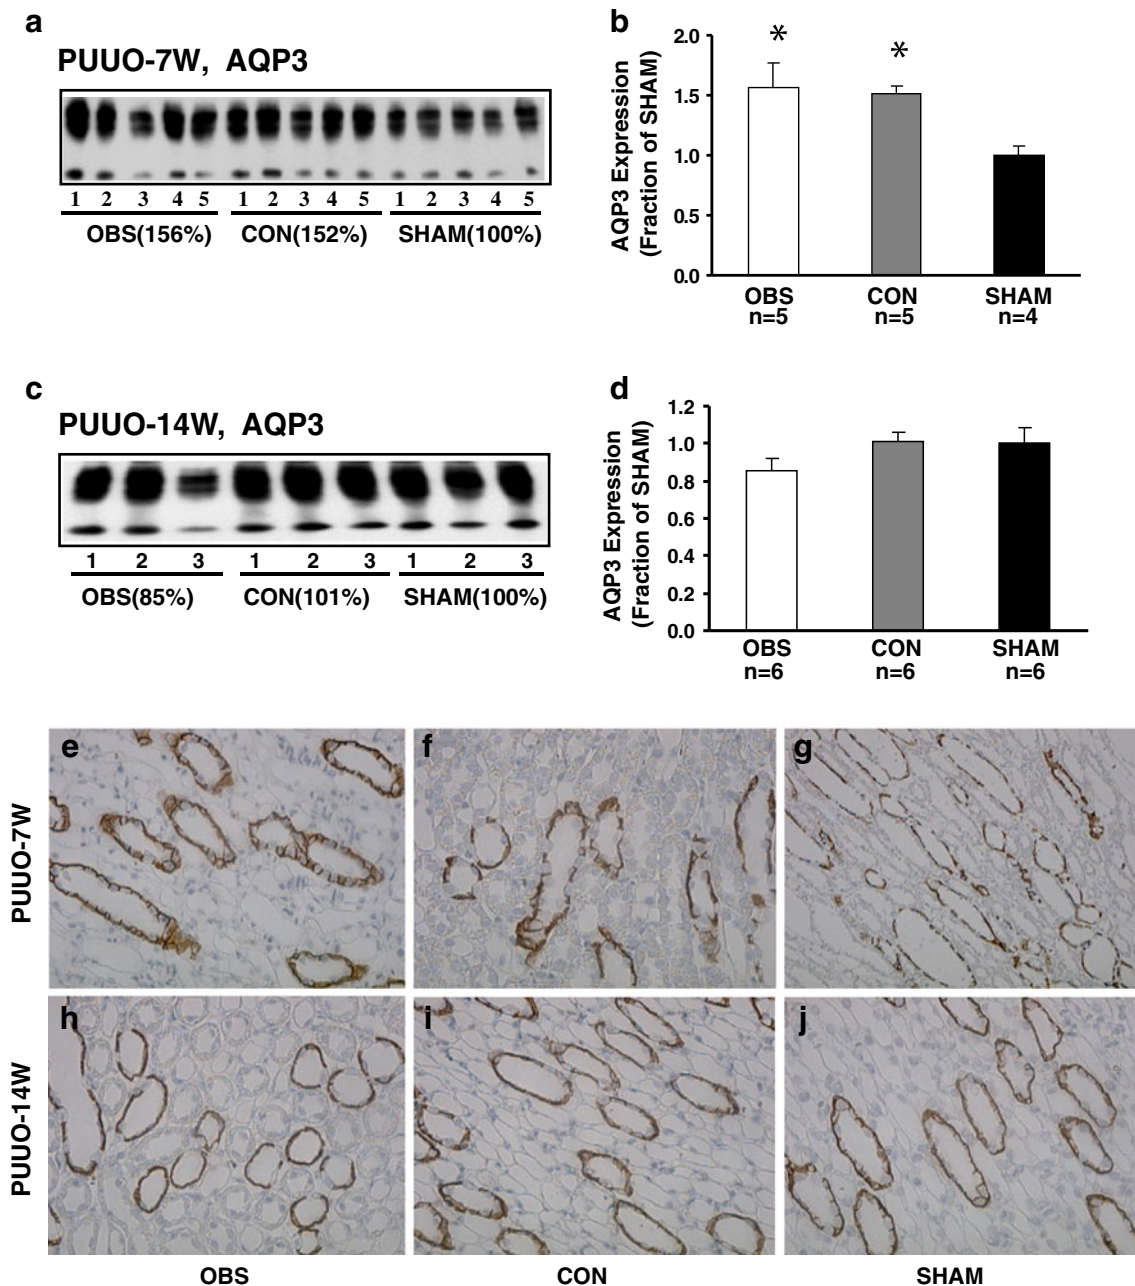 a
PUUO-7W, AQP3
1 2 3 4 5 1 2 3 4 5 1 2 3 4 5
OBS(156%) CON(152%) SHAM(100%)
b
AQP3 Expression
(Fraction of SHAM)
2.0
1.5
1.0
0.5
0.0
* *
OBS CON SHAM
n=5 n=5 n=4
c
PUUO-14W, AQP3
1 2 3 1 2 3 1 2 3
OBS(85%) CON(101%) SHAM(100%)
d
AQP3 Expression
(Fraction of SHAM)
1.2
1.0
0.8
0.6
0.4
0.2
0.0
OBS CON SHAM
n=6 n=6 n=6
PUUO-7W
e f g
PUUO-14W
h i j
OBS CON SHAM